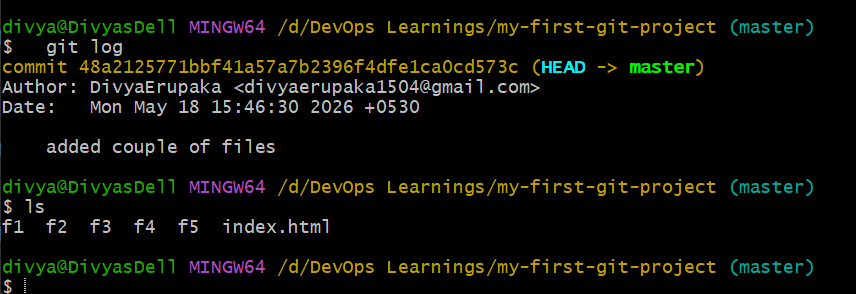 divya@DivyasDell MINGW64 /d/DevOps Learnings/my-first-git-project (master)
$   git log
commit 48a2125771bbf41a57a7b2396f4dfe1ca0cd573c (HEAD -> master)
Author: DivyaErupaka <divyaerupaka1504@gmail.com>
Date:   Mon May 18 15:46:30 2026 +0530
    added couple of files
divya@DivyasDell MINGW64 /d/DevOps Learnings/my-first-git-project (master)
$ ls
f1  f2  f3  f4  f5  index.html
divya@DivyasDell MINGW64 /d/DevOps Learnings/my-first-git-project (master)
$